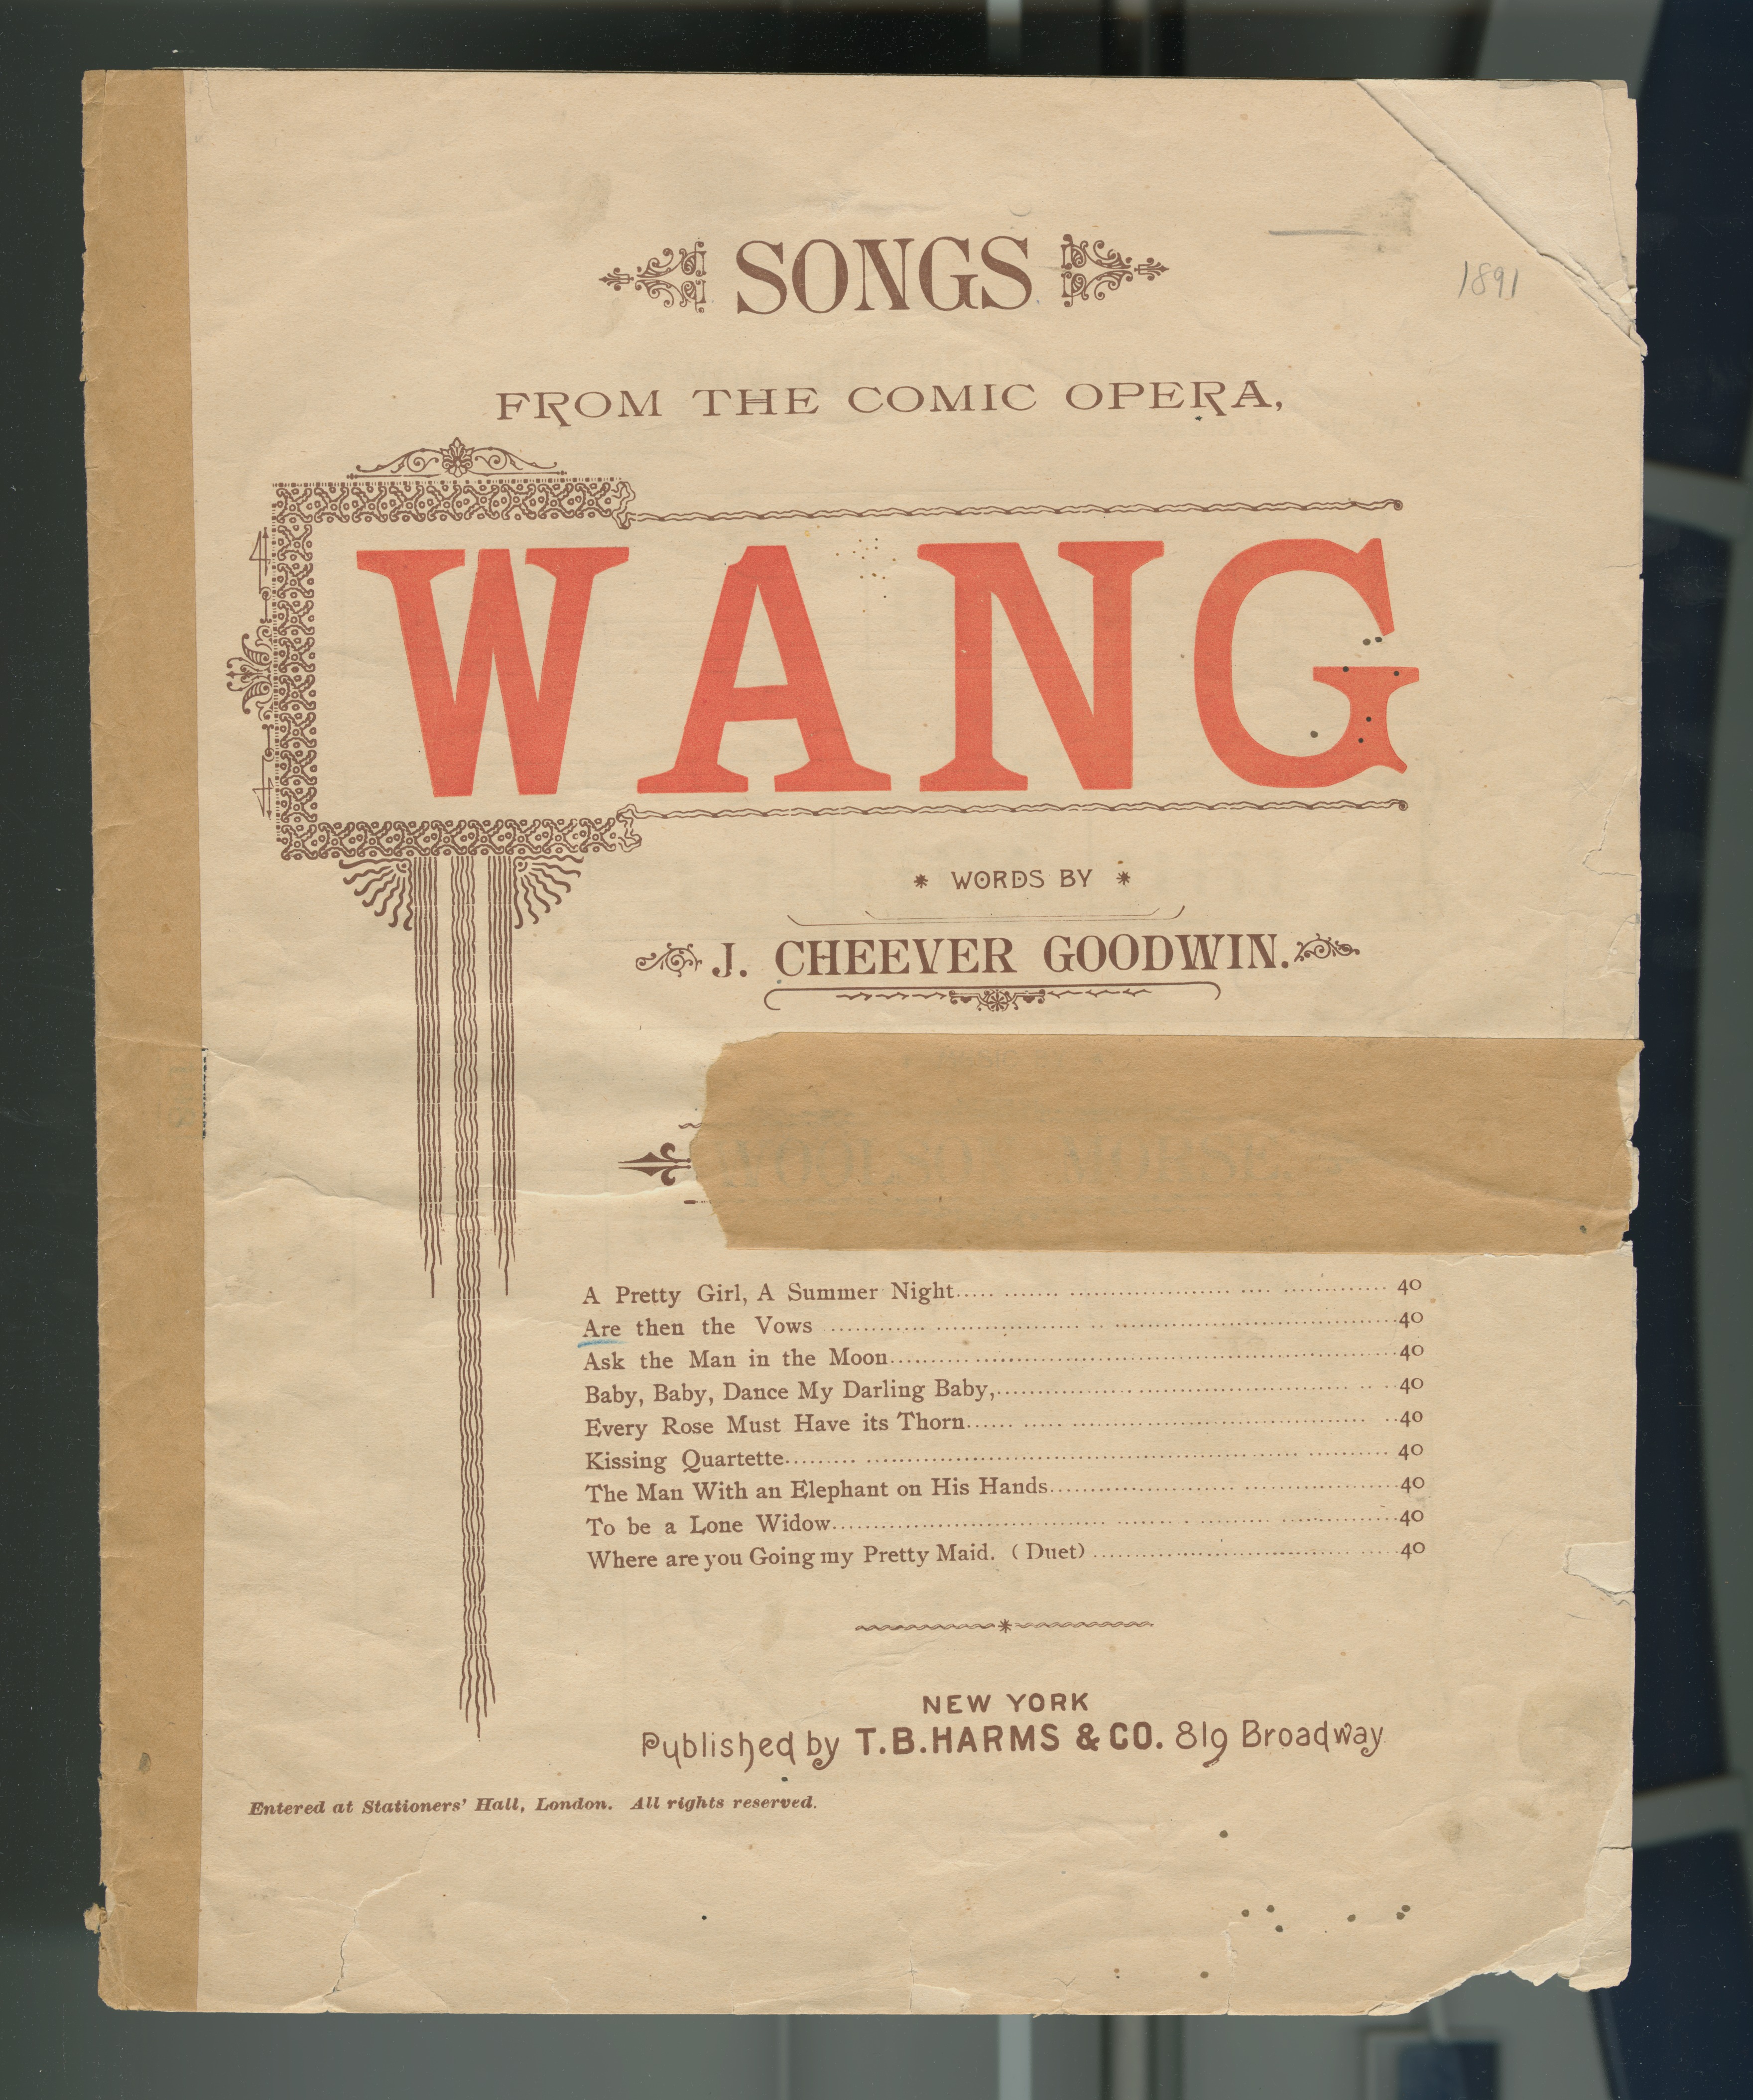 SONGS
1891
FROM THE COMIC OPERA,
WANG
* WORDS BY *
J. CHEEVER GOODWIN.
MORSE.
A Pretty Girl, A Summer Night..... ....... ....................... .... ............. 40
Are then the Vows ............ ................. .. ........................................40
Ask the Man in the Moon.......... ............................................................40
Baby, Baby, Dance My Darling Baby,................. ............................ .. ..40
Every Rose Must Have its Thorn...... ..... ........................................ ..40
Kissing Quartette......... ...................................................... .......... 40
The Man With an Elephant on His Hands........................ ....................40
To be a Lone Widow.................................. ....... . ......... ................40
Where are you Going my Pretty Maid. (Duet) .................................... .....40
NEW YORK
Published by T.B.HARMS & CO. 819 Broadway
Entered at Stationers' Hall, London. All rights reserved.